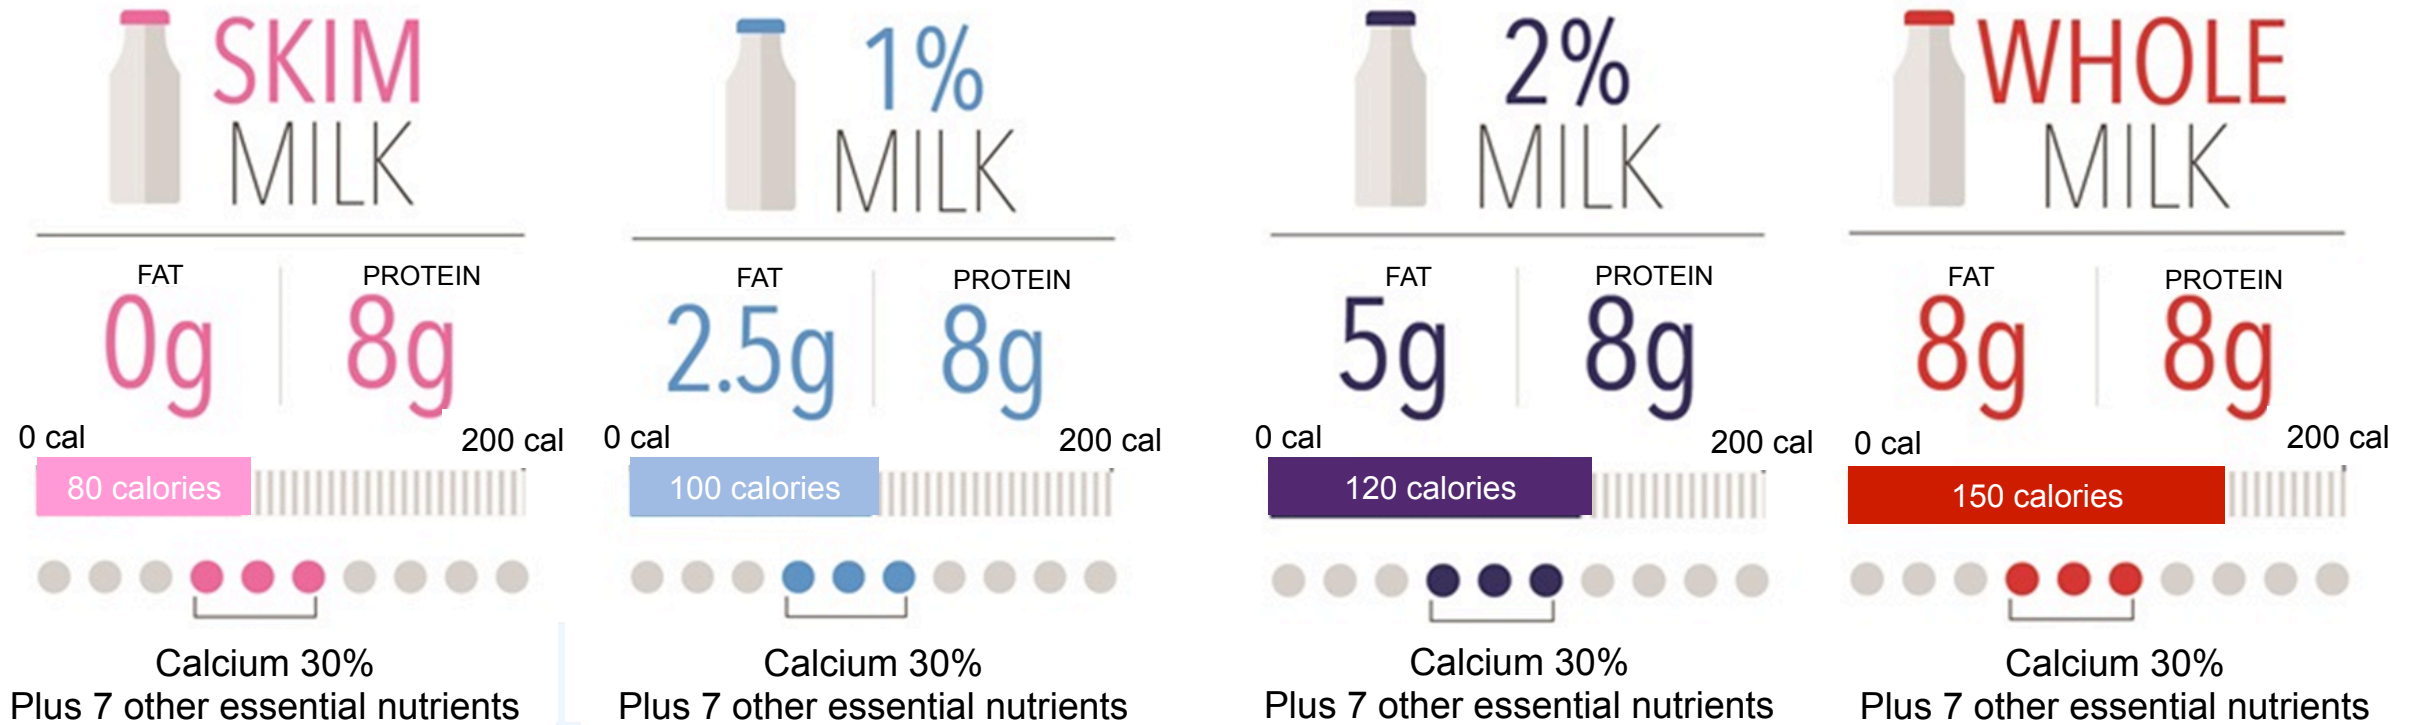 SKIM
MILK
FAT
PROTEIN
0g
8g
0 cal
200 cal
80 calories
Calcium 30%
Plus 7 other essential nutrients
1%
MILK
FAT
PROTEIN
2.5g
8g
0 cal
200 cal
100 calories
Calcium 30%
Plus 7 other essential nutrients
2%
MILK
FAT
PROTEIN
5g
8g
0 cal
200 cal
120 calories
Calcium 30%
Plus 7 other essential nutrients
WHOLE
MILK
FAT
PROTEIN
8g
8g
0 cal
200 cal
150 calories
Calcium 30%
Plus 7 other essential nutrients